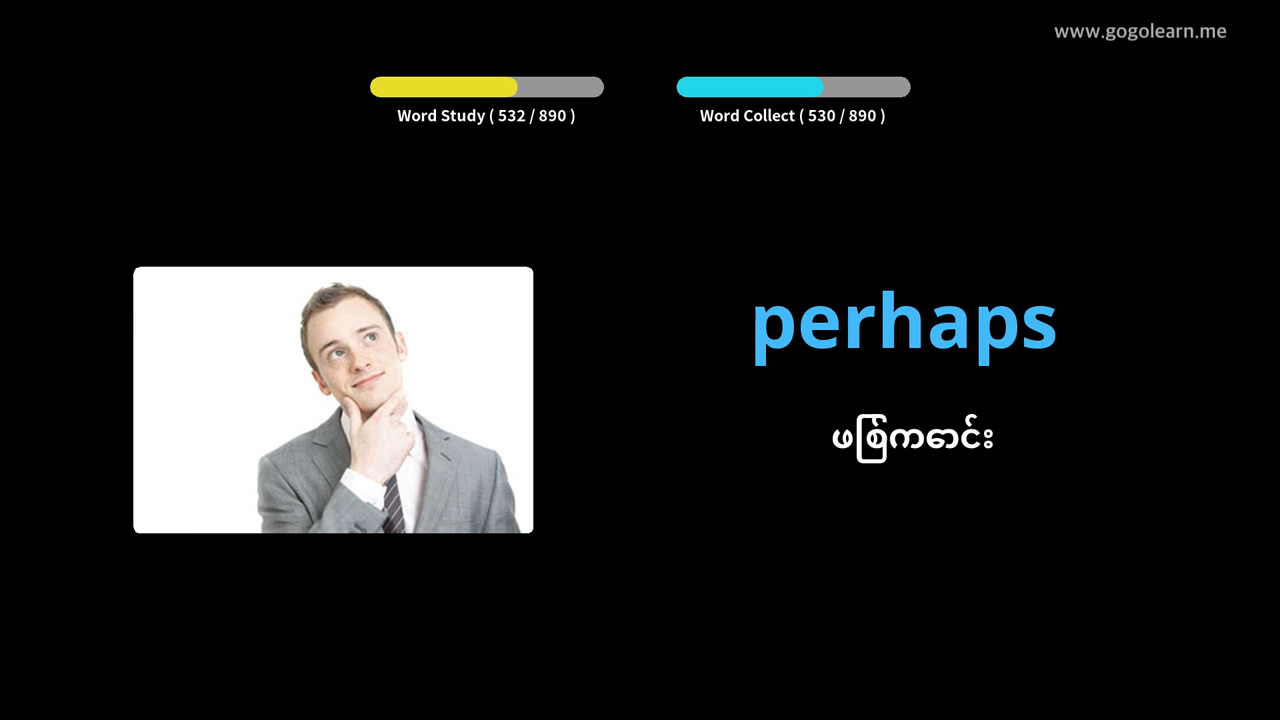 www.gogolearn.me
Word Study ( 532 / 890 )
Word Collect ( 530 / 890 )
perhaps
ဖစ်ြကောင်း